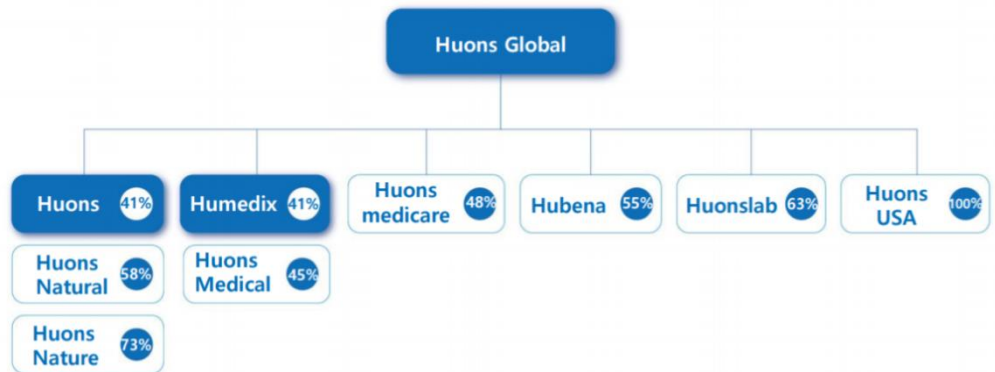 Huons Global
Huons 41%
Humedix 41%
Huons
medicare 48%
Hubena 55%
Huonslab 63%
Huons
USA 100%
Huons
Natural 58%
Huons
Medical 45%
Huons
Nature 73%